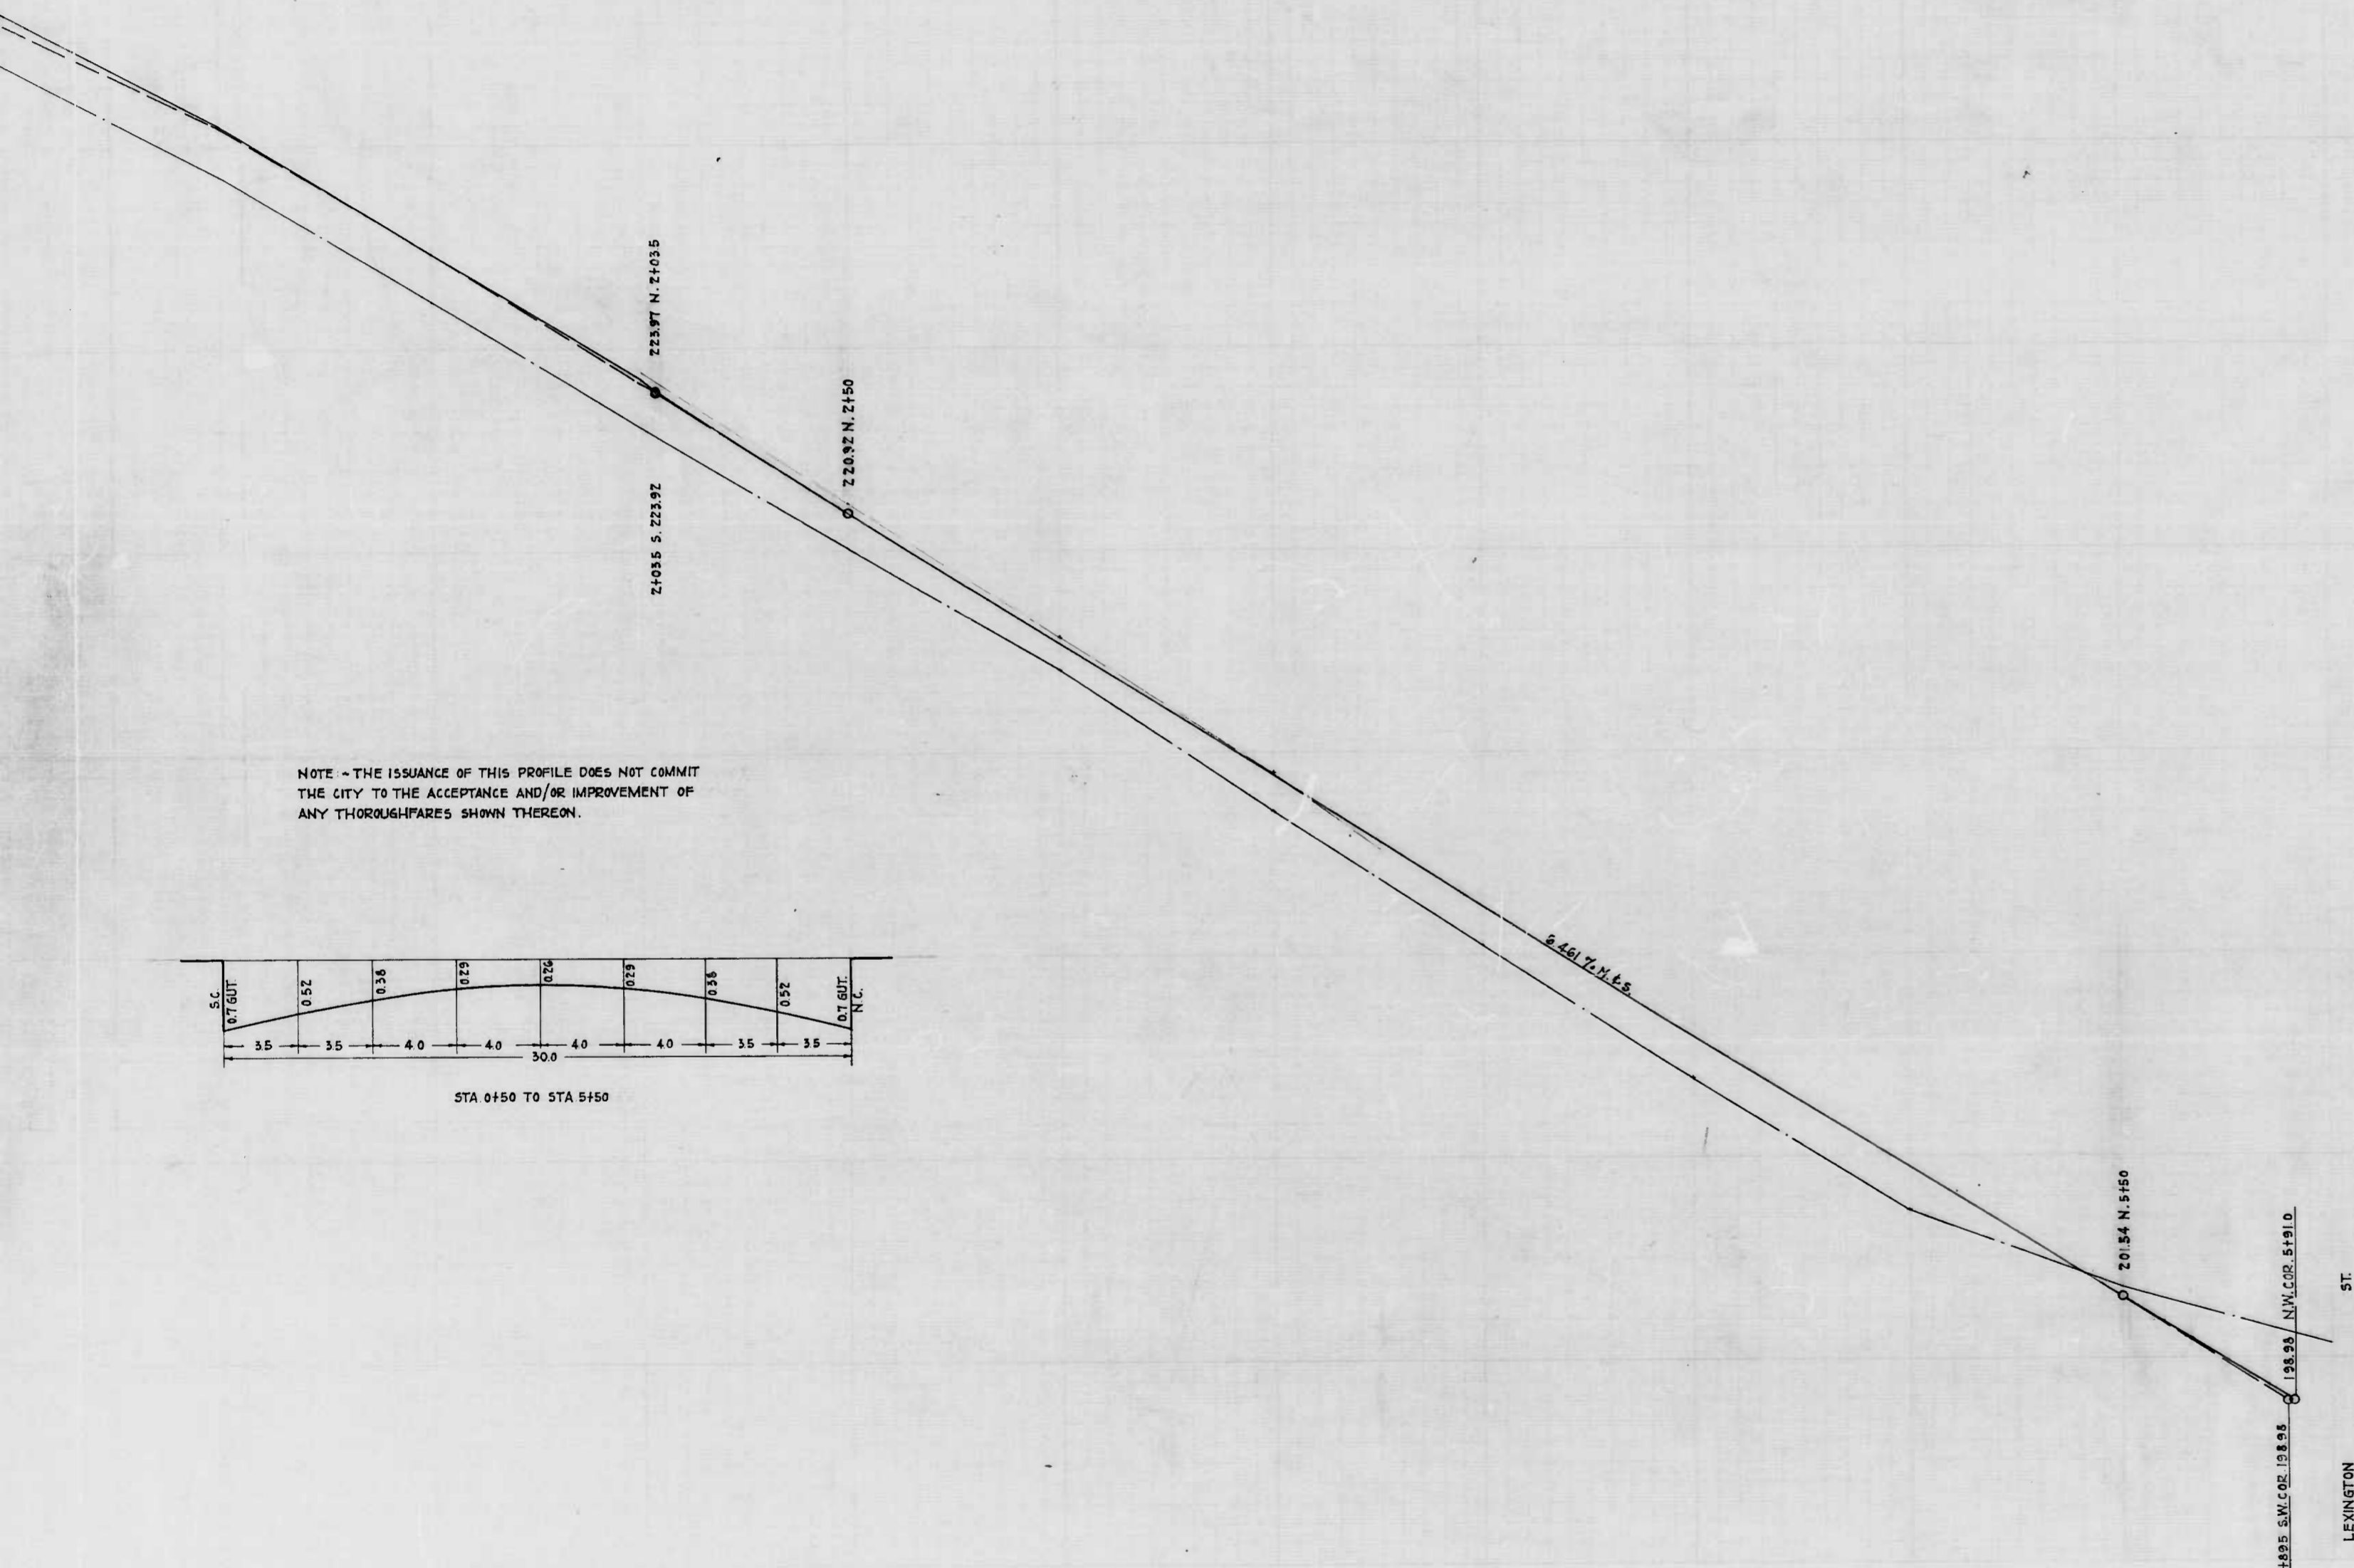 223.97 N. 2+03.5
2+03.5 S. 223.92
220.92 N. 2+50
NOTE:~ THE ISSUANCE OF THIS PROFILE DOES NOT COMMIT
THE CITY TO THE ACCEPTANCE AND/OR IMPROVEMENT OF
ANY THOROUGHFARES SHOWN THEREON.
6.461 % N. & S.
S.C.
0.7 GUT.
0.52
0.38
0.29
0.26
0.29
0.38
0.52
0.7 GUT.
N.C.
3.5 3.5 4.0 4.0 4.0 4.0 3.5 3.5
30.0
STA. 0+50 TO STA. 5+50
201.54 N. 5+50
198.98 N.W. COR. 5+91.0
+89.5 S.W. COR. 198.98
LEXINGTON ST.